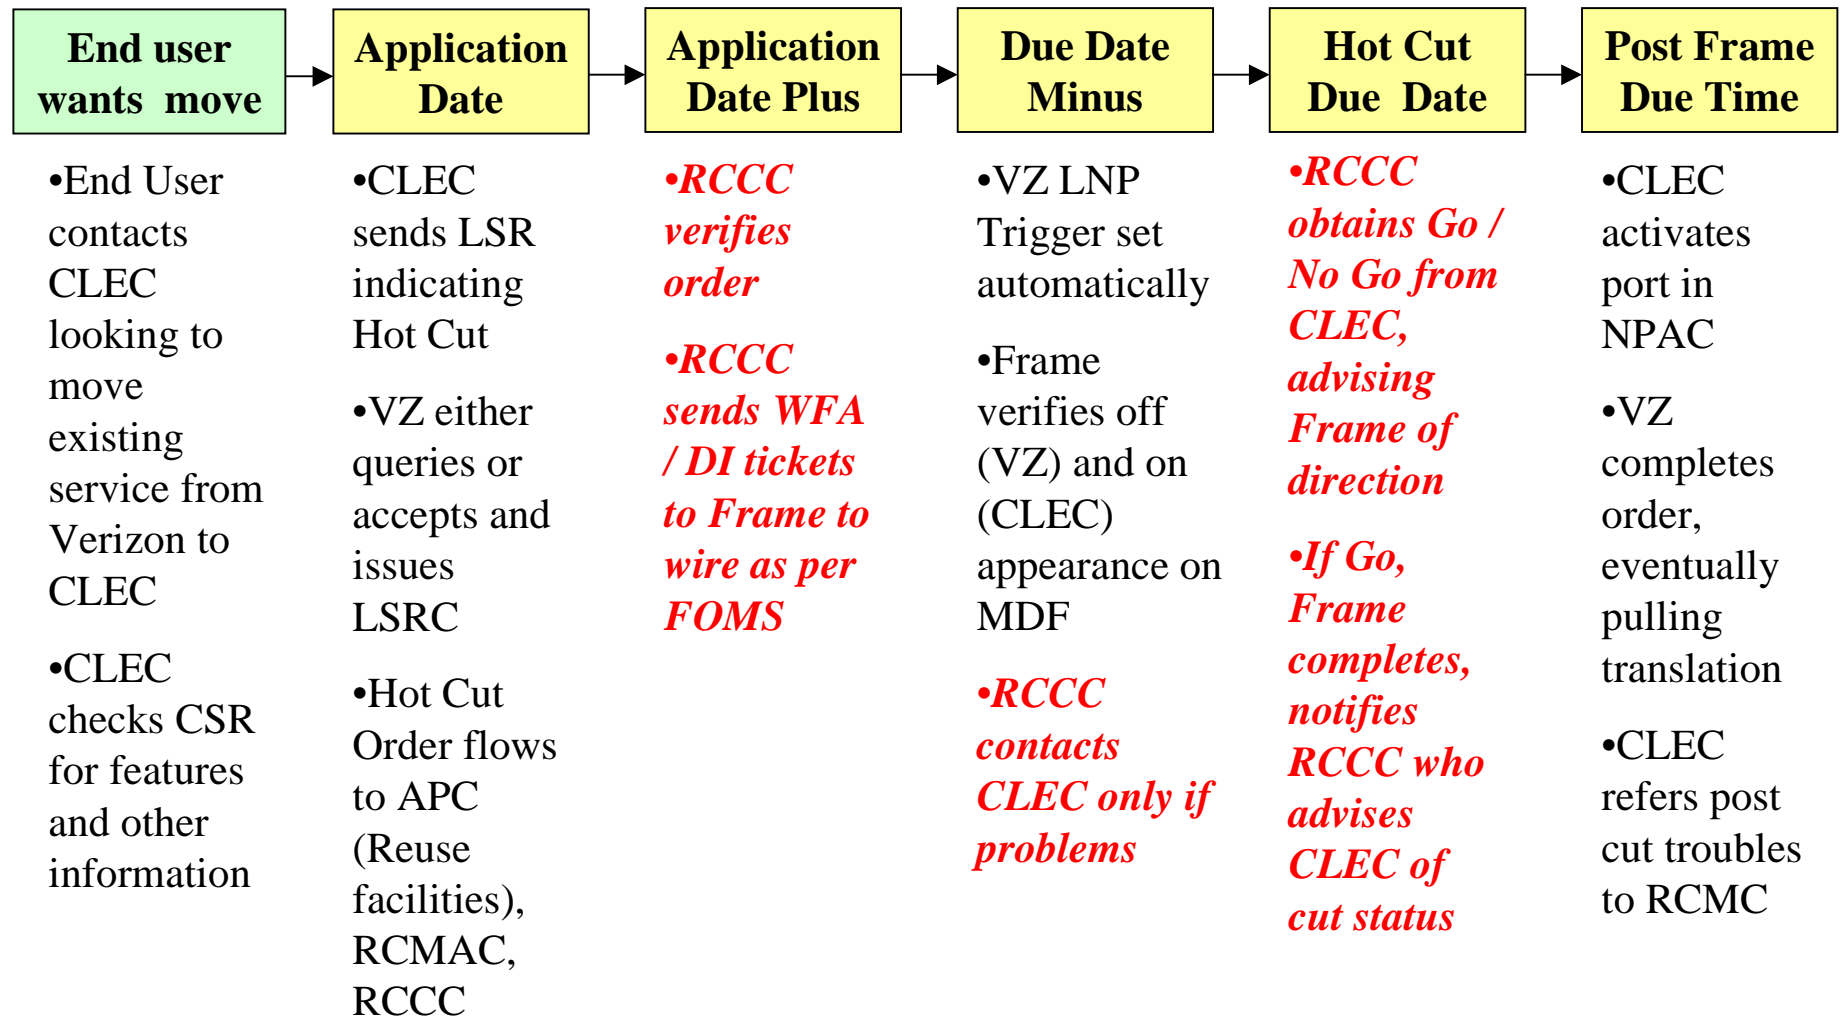 End user
wants move
Application
Date
Application
Date Plus
Due Date
Minus
Hot Cut
Due Date
Post Frame
Due Time
•End User
contacts
CLEC
looking to
move
existing
service from
Verizon to
CLEC
•CLEC
checks CSR
for features
and other
information
•CLEC
sends LSR
indicating
Hot Cut
•VZ either
queries or
accepts and
issues
LSRC
•Hot Cut
Order flows
to APC
(Reuse
facilities),
RCMAC,
RCCC
•RCCC
verifies
order
•RCCC
sends WFA
/ DI tickets
to Frame to
wire as per
FOMS
•VZ LNP
Trigger set
automatically
•Frame
verifies off
(VZ) and on
(CLEC)
appearance on
MDF
•RCCC
contacts
CLEC only if
problems
•RCCC
obtains Go /
No Go from
CLEC,
advising
Frame of
direction
•If Go,
Frame
completes,
notifies
RCCC who
advises
CLEC of
cut status
•CLEC
activates
port in
NPAC
•VZ
completes
order,
eventually
pulling
translation
•CLEC
refers post
cut troubles
to RCMC